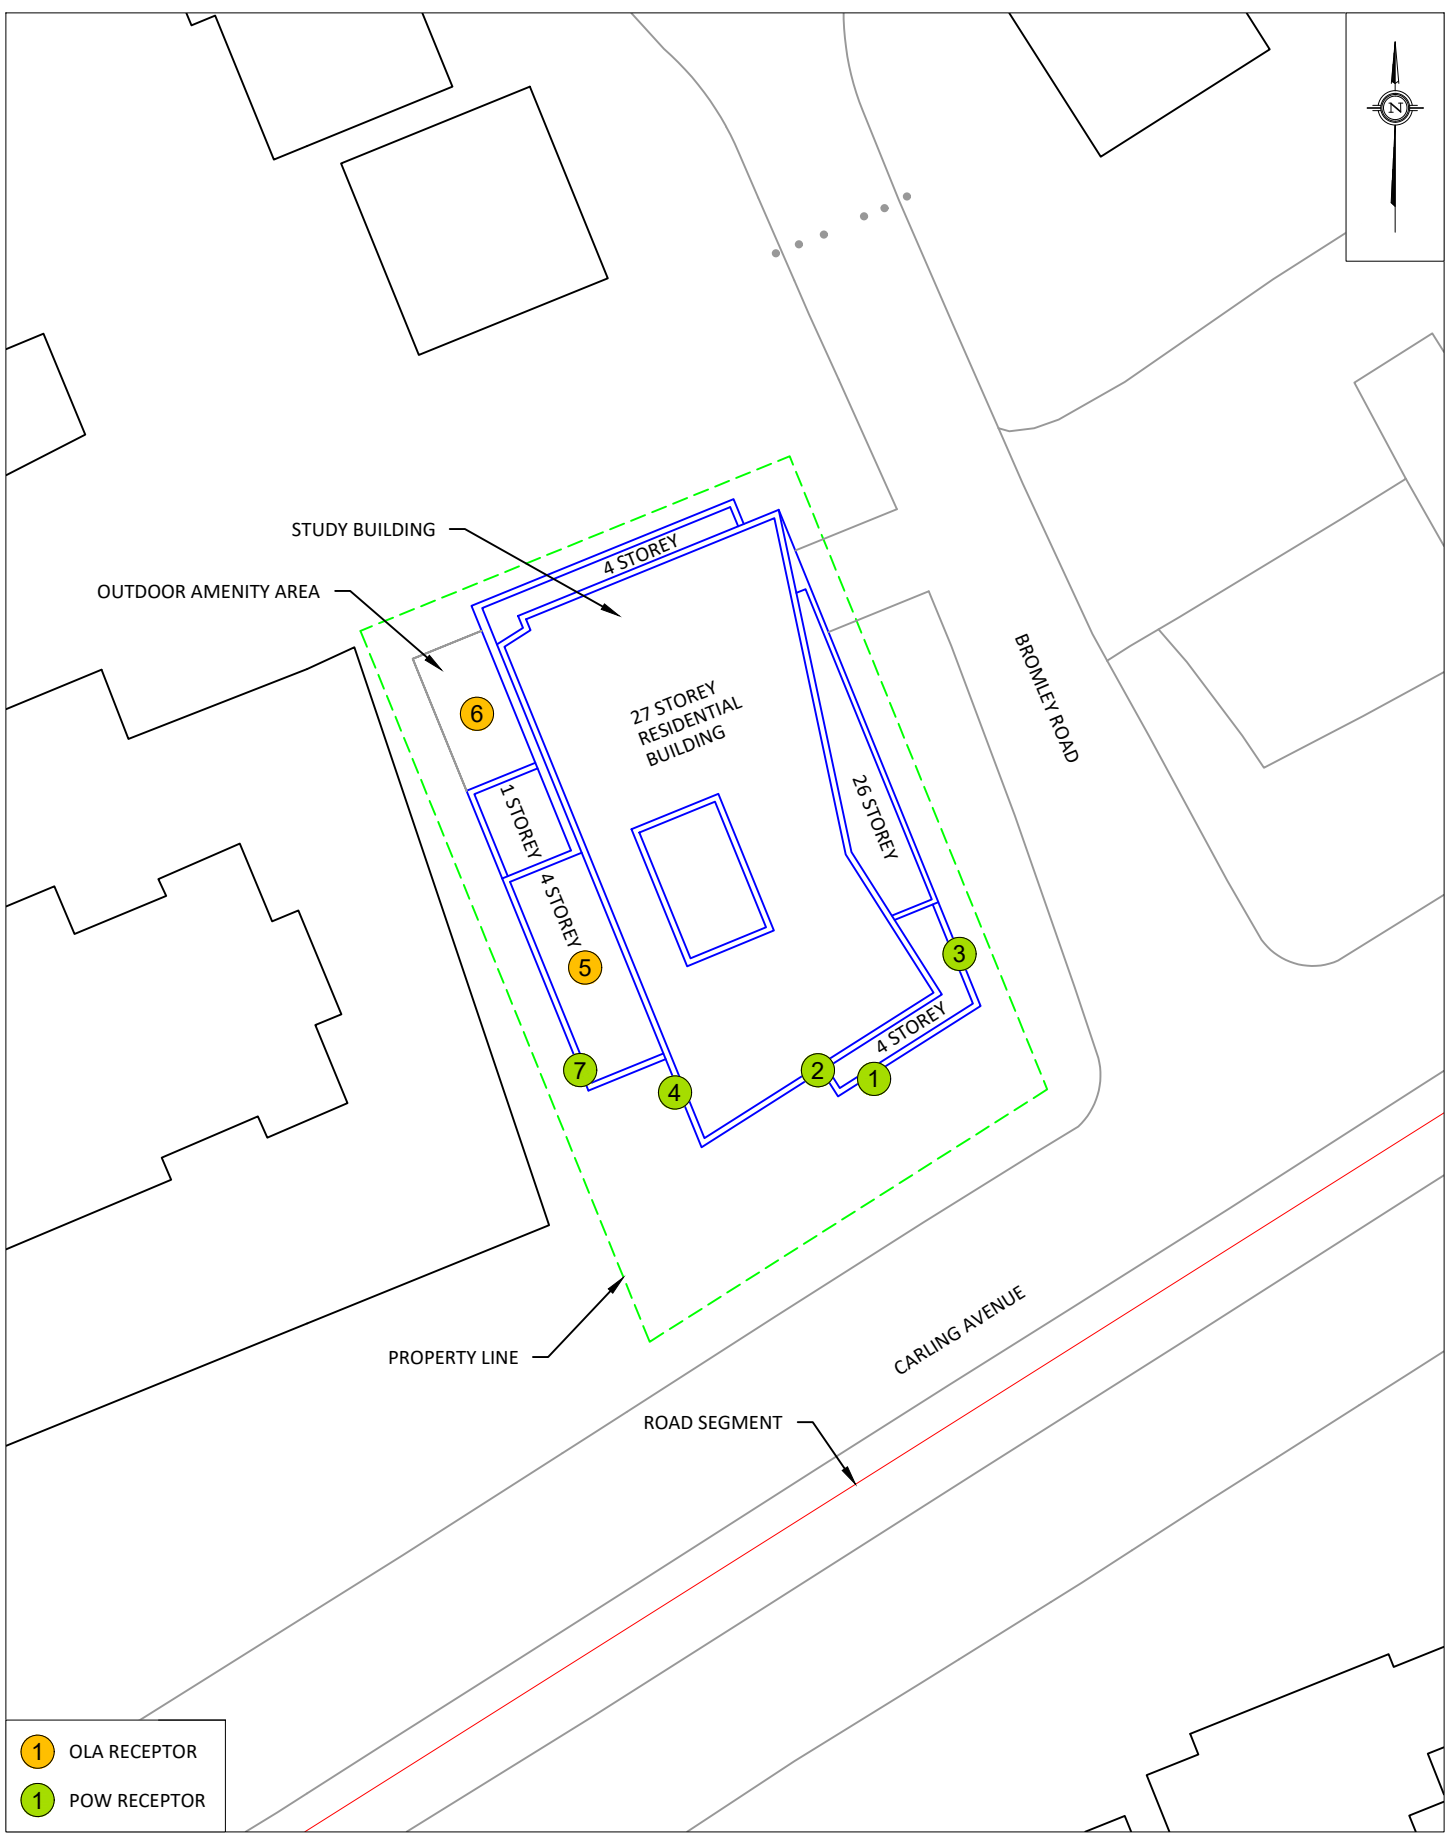 N
STUDY BUILDING
4 STOREY
OUTDOOR AMENITY AREA
6
27 STOREY
RESIDENTIAL
BUILDING
BROMLEY ROAD
1 STOREY
26 STOREY
4 STOREY
5
3
4 STOREY
7
4
2
1
PROPERTY LINE
CARLING AVENUE
ROAD SEGMENT
1 OLA RECEPTOR
1 POW RECEPTOR